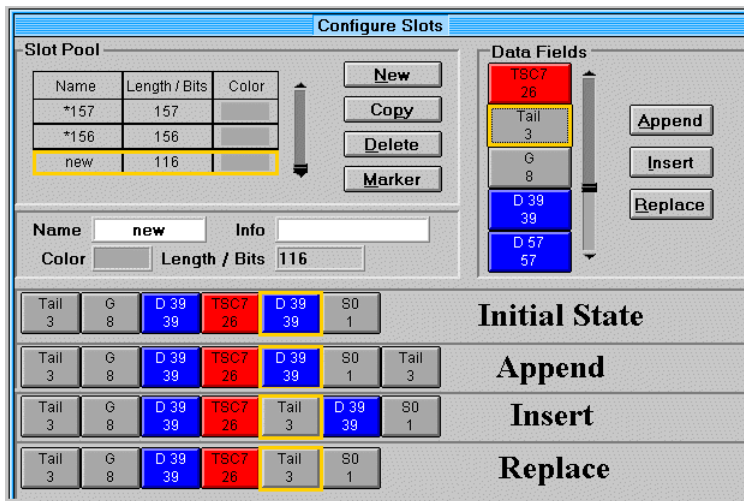 Configure Slots
Slot Pool
Name Length / Bits Color
*157 157
*156 156
new 116
New
Copy
Delete
Marker
Data Fields
TSC7
26
Tail
3
G
8
D 39
39
D 57
57
Append
Insert
Replace
Name new Info
Color Length / Bits 116
Tail G D 39 TSC7 D 39 S0
3 8 39 26 39 1
Initial State
Tail G D 39 TSC7 D 39 S0 Tail
3 8 39 26 39 1 3
Append
Tail G D 39 TSC7 Tail D 39 S0
3 8 39 26 3 39 1
Insert
Tail G D 39 TSC7 Tail S0
3 8 39 26 3 1
Replace